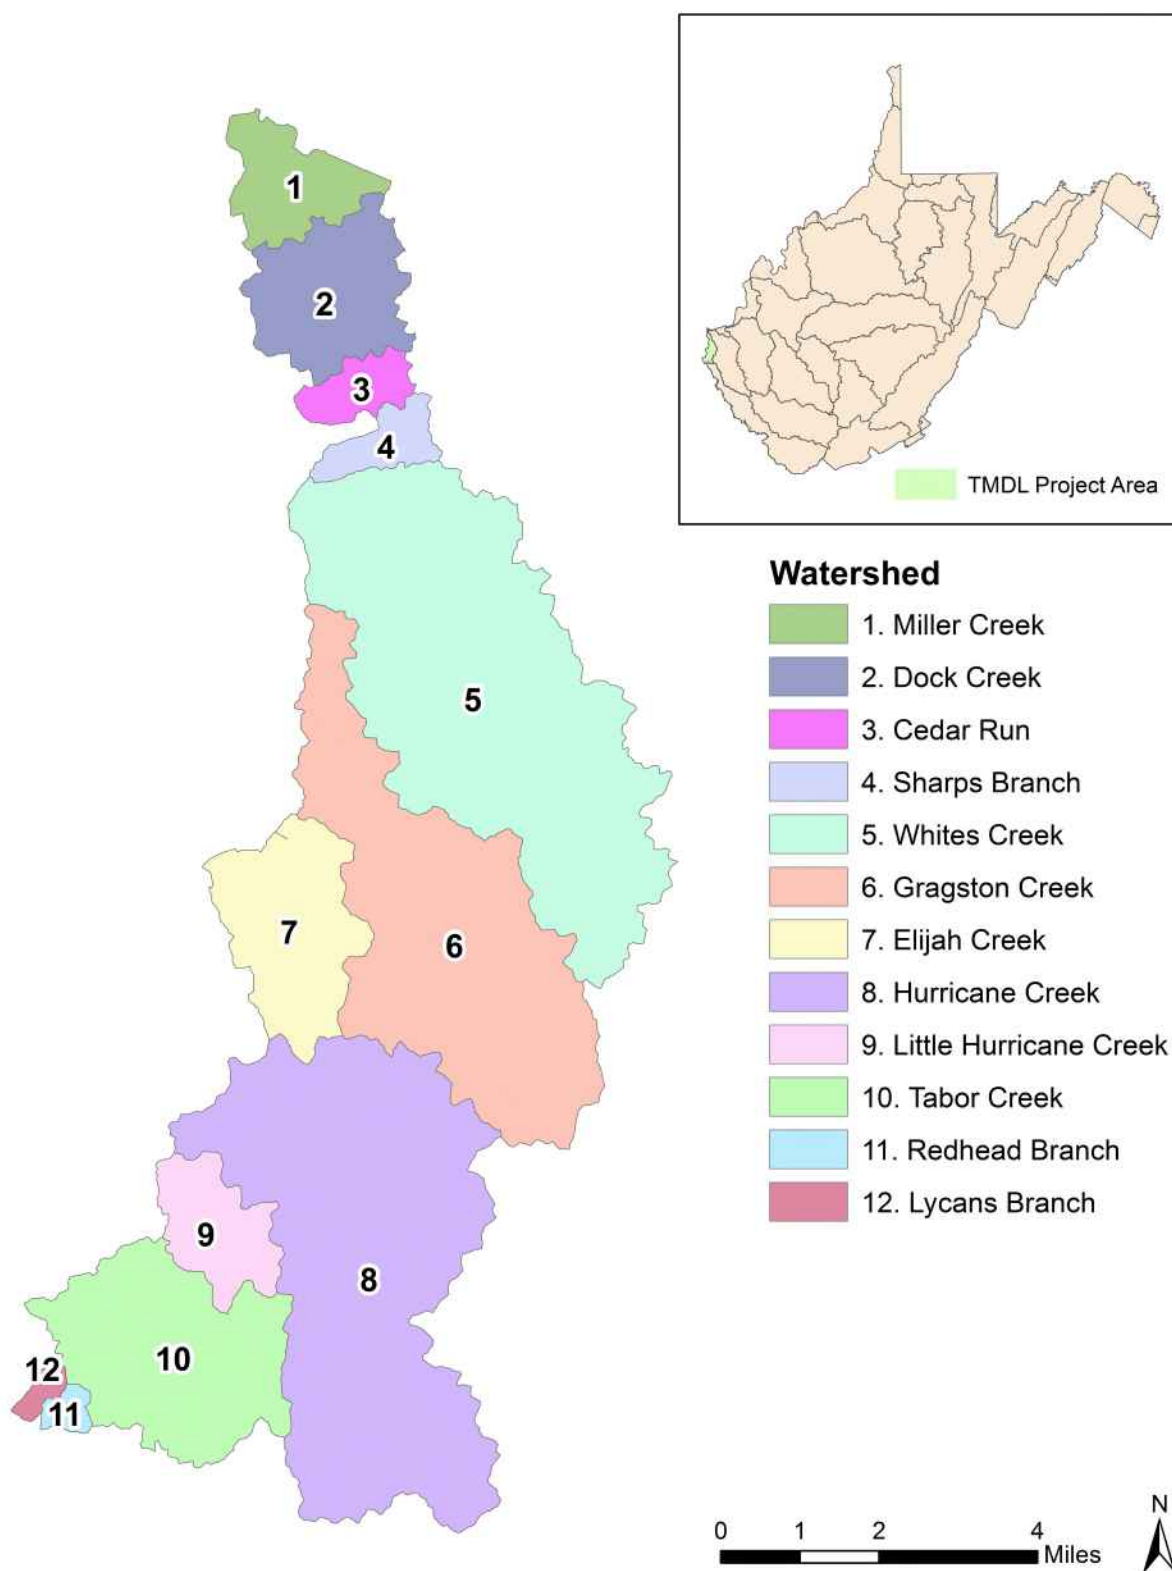 1
2
3
4
5
6
7
8
9
10
11
12
TMDL Project Area
Watershed
1. Miller Creek
2. Dock Creek
3. Cedar Run
4. Sharps Branch
5. Whites Creek
6. Gragston Creek
7. Elijah Creek
8. Hurricane Creek
9. Little Hurricane Creek
10. Tabor Creek
11. Redhead Branch
12. Lycans Branch
N
0 1 2 4
Miles